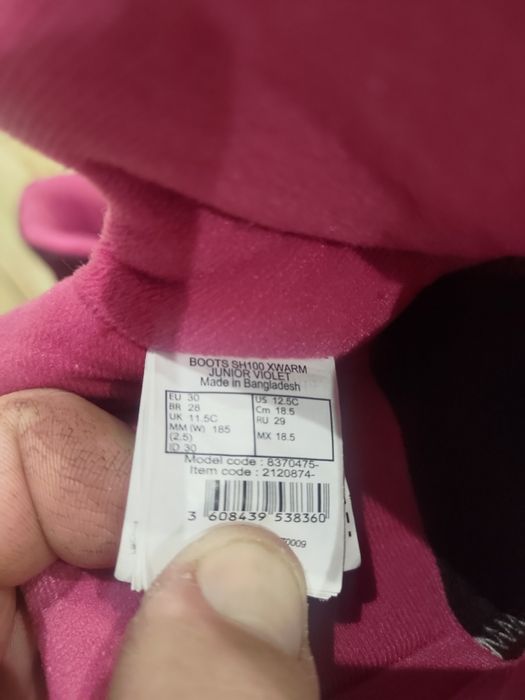 BOOTS SH100 XWARM
JUNIOR VIOLET
Made in Bangladesh
EU 30 US 12.5C
BR 28 Cm 18.5
UK 11.5C RU 29
MM (W) 185
(2.5) MX 18.5
ID 30
Model code : 8370475-
Item code : 2120874-
3 608439 538360
70009